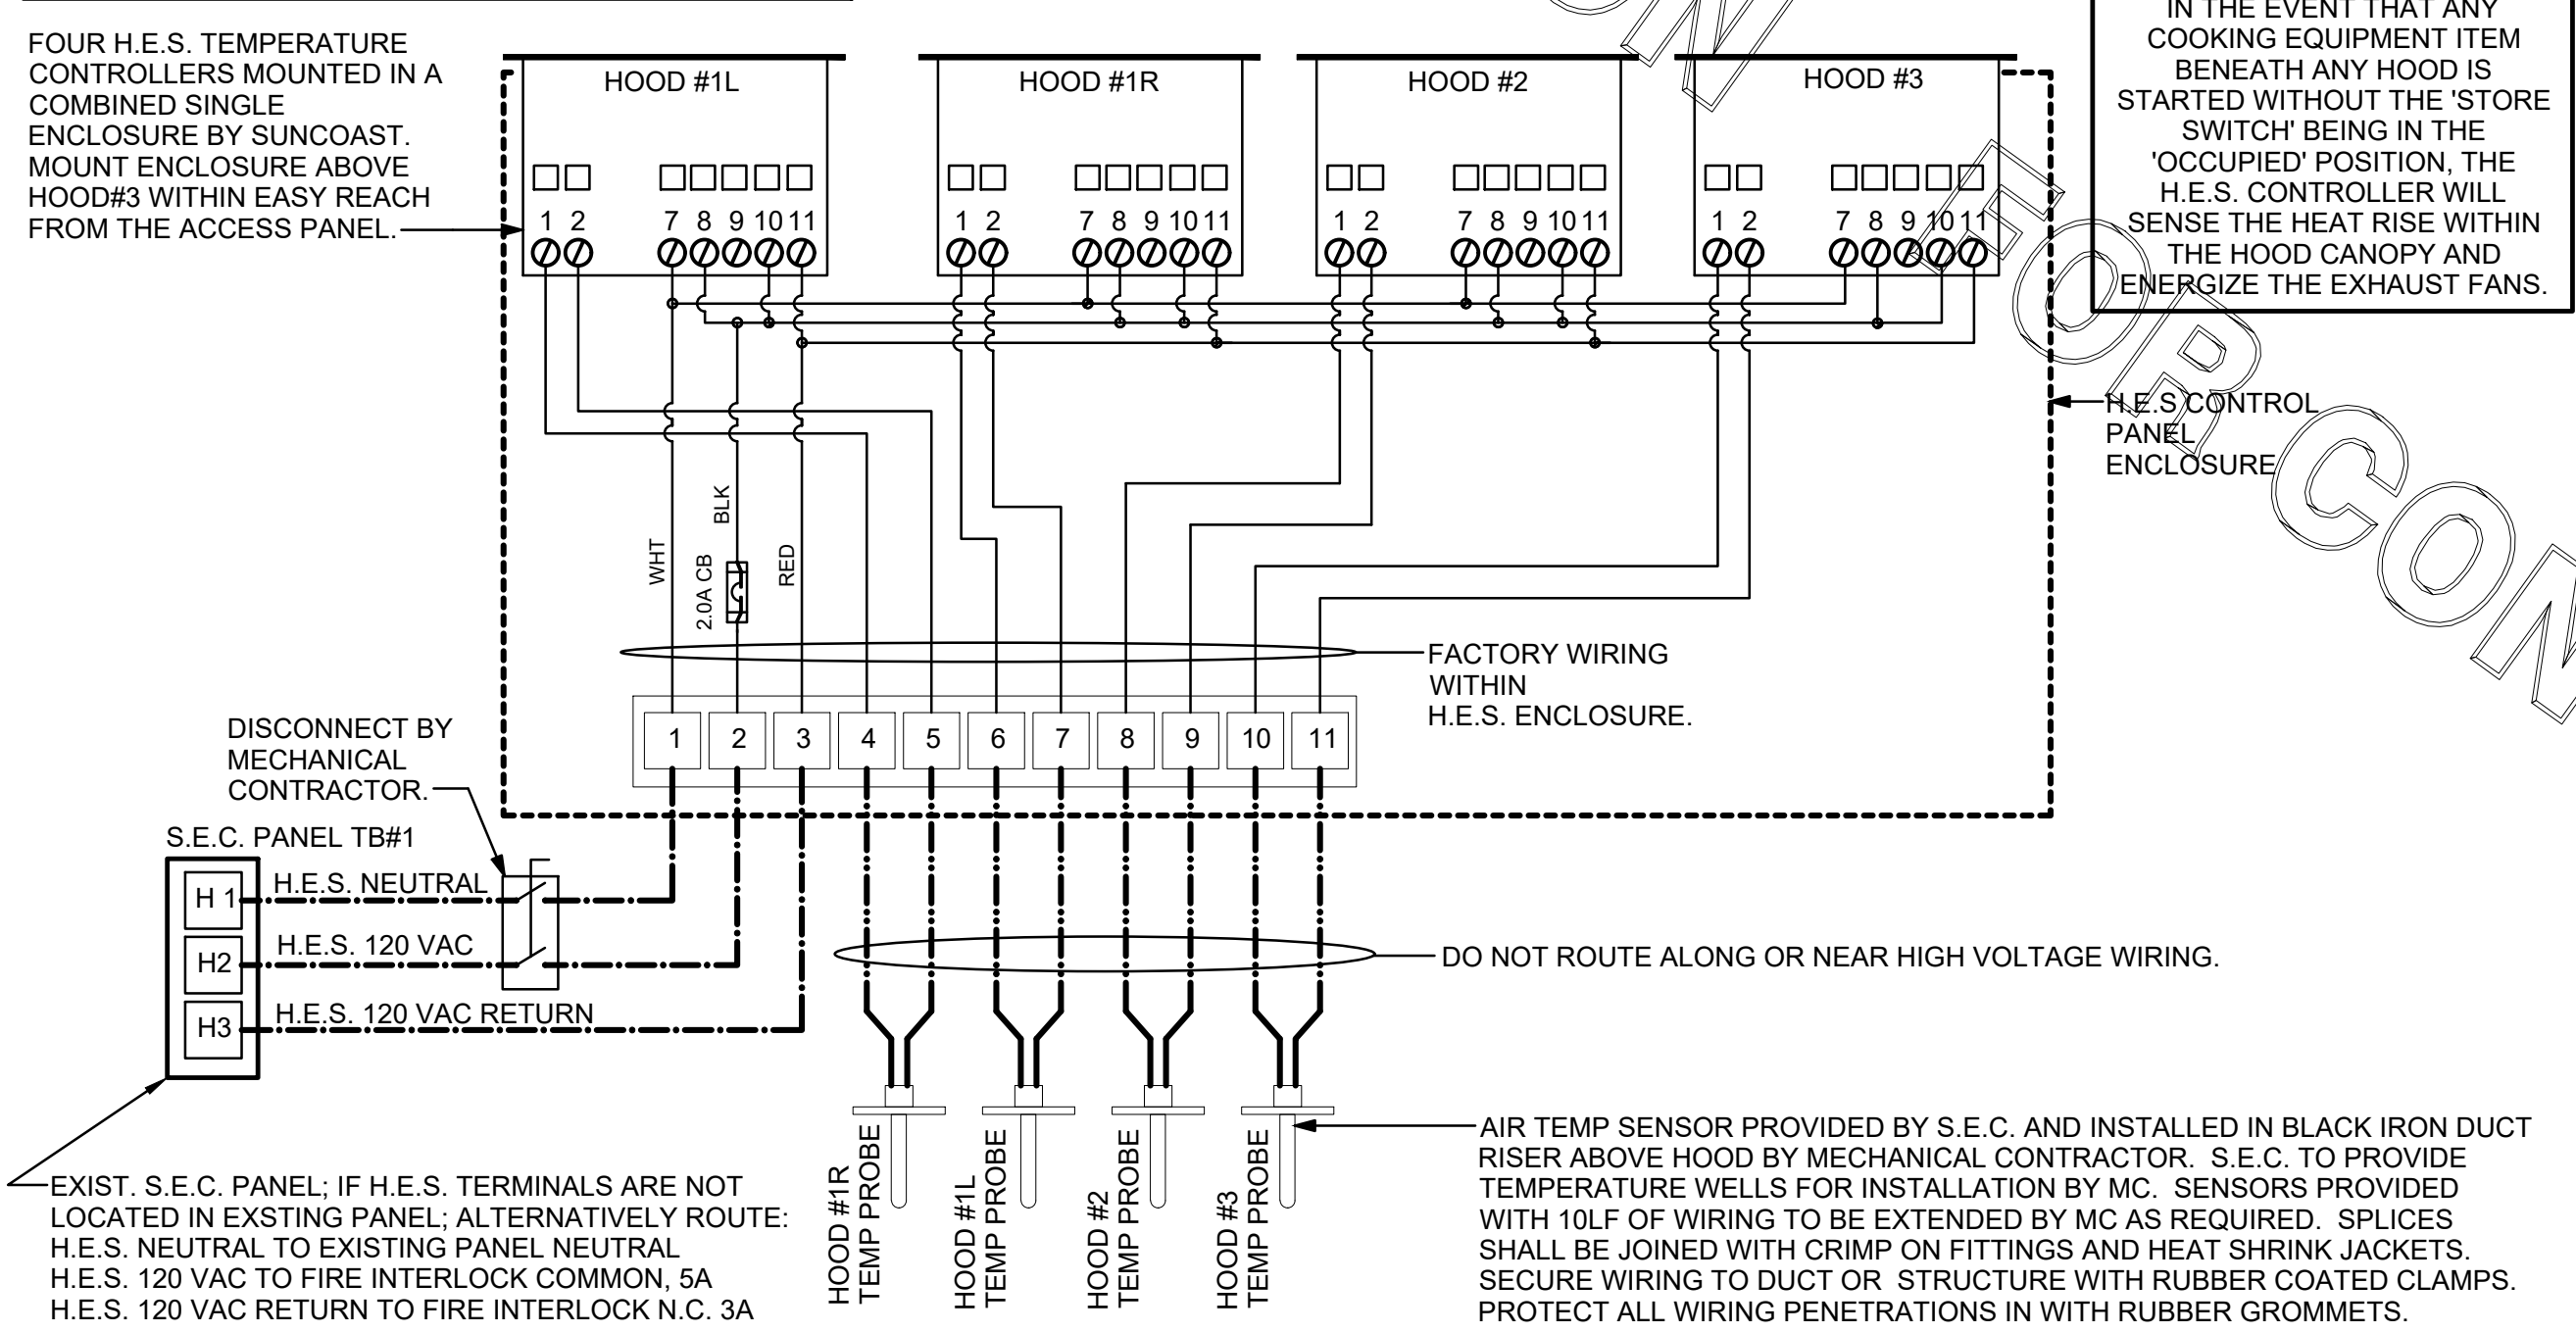 FOUR H.E.S. TEMPERATURE
CONTROLLERS MOUNTED IN A
COMBINED SINGLE
ENCLOSURE BY SUNCOAST.
MOUNT ENCLOSURE ABOVE
HOOD#3 WITHIN EASY REACH
FROM THE ACCESS PANEL.
HOOD #1L
1 2 7 8 9 10 11
HOOD #1R
1 2 7 8 9 10 11
HOOD #2
1 2 7 8 9 10 11
HOOD #3
1 2 7 8 9 10 11
IN THE EVENT THAT ANY
COOKING EQUIPMENT ITEM
BENEATH ANY HOOD IS
STARTED WITHOUT THE 'STORE
SWITCH' BEING IN THE
'OCCUPIED' POSITION, THE
H.E.S. CONTROLLER WILL
SENSE THE HEAT RISE WITHIN
THE HOOD CANOPY AND
ENERGIZE THE EXHAUST FANS.
FOR CON
H.E.S CONTROL
PANEL
ENCLOSURE
WHT
BLK
2.0A CB
RED
FACTORY WIRING
WITHIN
H.E.S. ENCLOSURE.
1 2 3 4 5 6 7 8 9 10 11
DISCONNECT BY
MECHANICAL
CONTRACTOR.
S.E.C. PANEL TB#1
H 1 H.E.S. NEUTRAL
H2 H.E.S. 120 VAC
H3 H.E.S. 120 VAC RETURN
DO NOT ROUTE ALONG OR NEAR HIGH VOLTAGE WIRING.
HOOD #1R
TEMP PROBE
HOOD #1L
TEMP PROBE
HOOD #2
TEMP PROBE
HOOD #3
TEMP PROBE
EXIST. S.E.C. PANEL; IF H.E.S. TERMINALS ARE NOT
LOCATED IN EXSTING PANEL; ALTERNATIVELY ROUTE:
H.E.S. NEUTRAL TO EXISTING PANEL NEUTRAL
H.E.S. 120 VAC TO FIRE INTERLOCK COMMON, 5A
H.E.S. 120 VAC RETURN TO FIRE INTERLOCK N.C. 3A
AIR TEMP SENSOR PROVIDED BY S.E.C. AND INSTALLED IN BLACK IRON DUCT
RISER ABOVE HOOD BY MECHANICAL CONTRACTOR. S.E.C. TO PROVIDE
TEMPERATURE WELLS FOR INSTALLATION BY MC. SENSORS PROVIDED
WITH 10LF OF WIRING TO BE EXTENDED BY MC AS REQUIRED. SPLICES
SHALL BE JOINED WITH CRIMP ON FITTINGS AND HEAT SHRINK JACKETS.
SECURE WIRING TO DUCT OR STRUCTURE WITH RUBBER COATED CLAMPS.
PROTECT ALL WIRING PENETRATIONS IN WITH RUBBER GROMMETS.